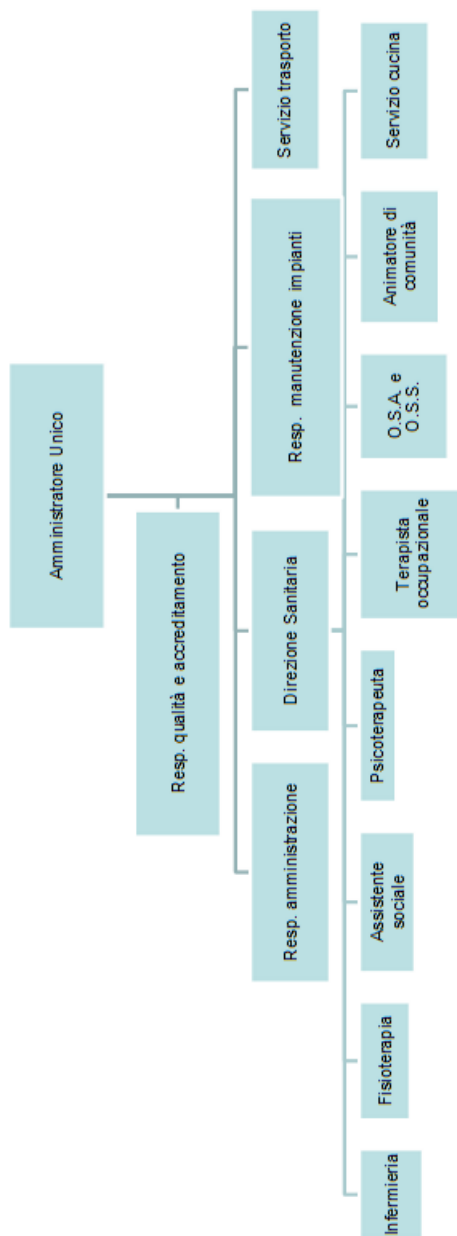 Amministratore Unico
Resp. qualità e accreditamento
Resp. amministrazione
Direzione Sanitaria
Resp. manutenzione impianti
Servizio trasporto
Infermieria
Fisioterapia
Assistente
sociale
Psicoterapeuta
Terapista
occupazionale
O.S.A. e
O.S.S.
Animatore di
comunità
Servizio cucina